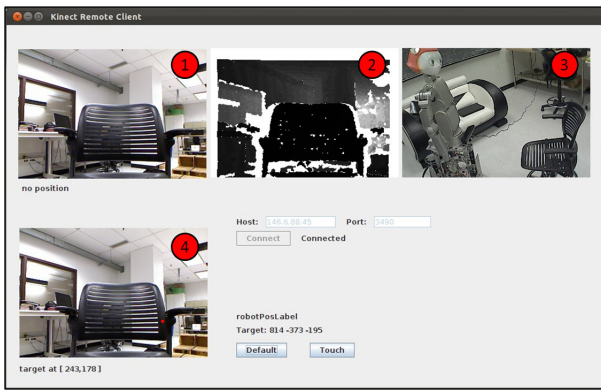 Kinect Remote Client
1
2
3
no position
4
Host: 146.6.88.45 Port: 3490
Connect Connected
robotPosLabel
Target: 814 -373 -195
Default Touch
target at [ 243,178 ]